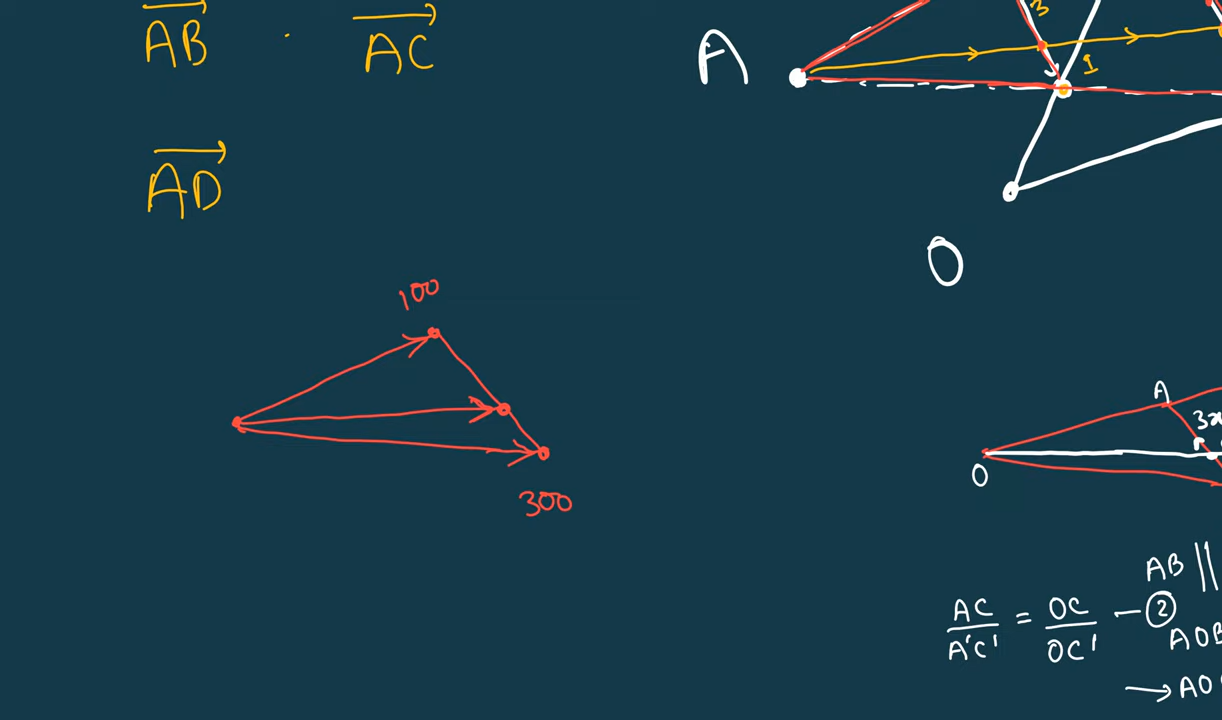 AB . AC
AD
A
3
1
O
100
300
A
3x
O
AB ||
AC/A'C' = OC/OC' — ②
AOB
→ AO